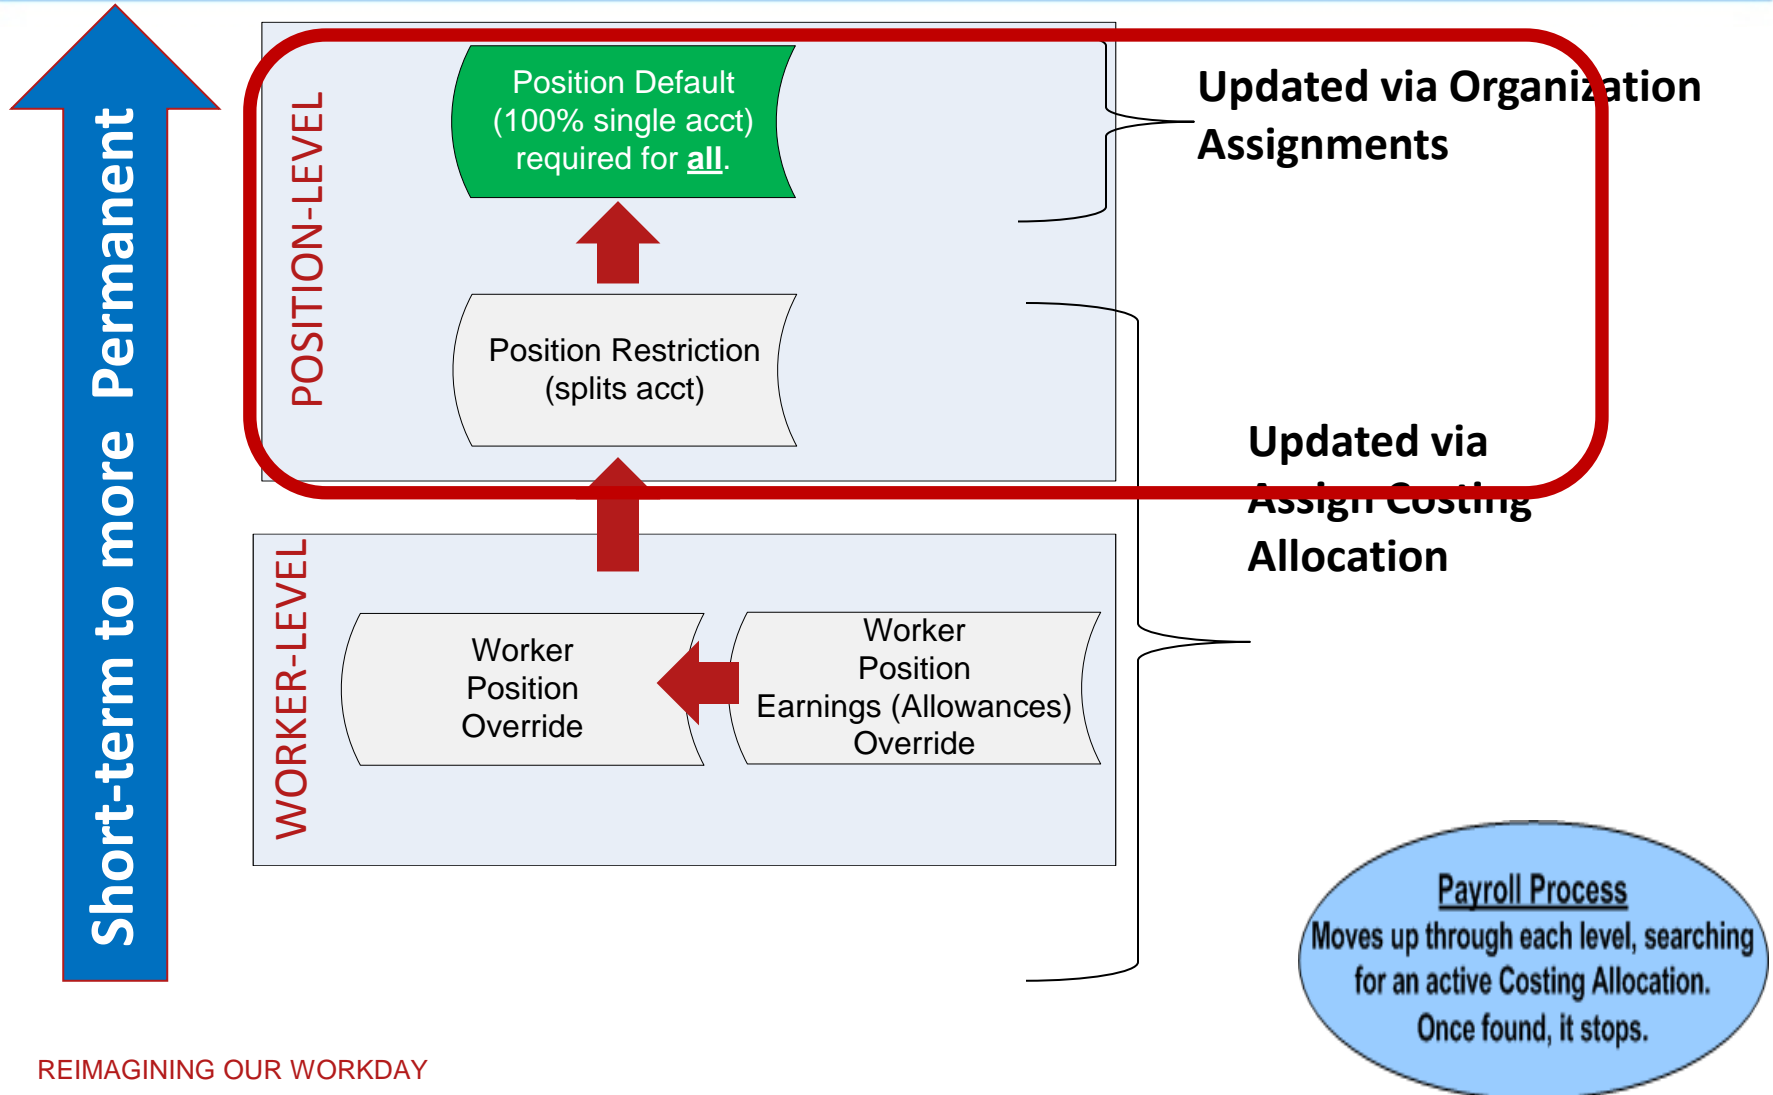 Short-term to more Permanent
POSITION-LEVEL
Position Default
(100% single acct)
required for all.
Updated via Organization
Assignments
Position Restriction
(splits acct)
Updated via
Assign Costing
Allocation
WORKER-LEVEL
Worker
Position
Override
Worker
Position
Earnings (Allowances)
Override
Payroll Process
Moves up through each level, searching
for an active Costing Allocation.
Once found, it stops.
REIMAGINING OUR WORKDAY